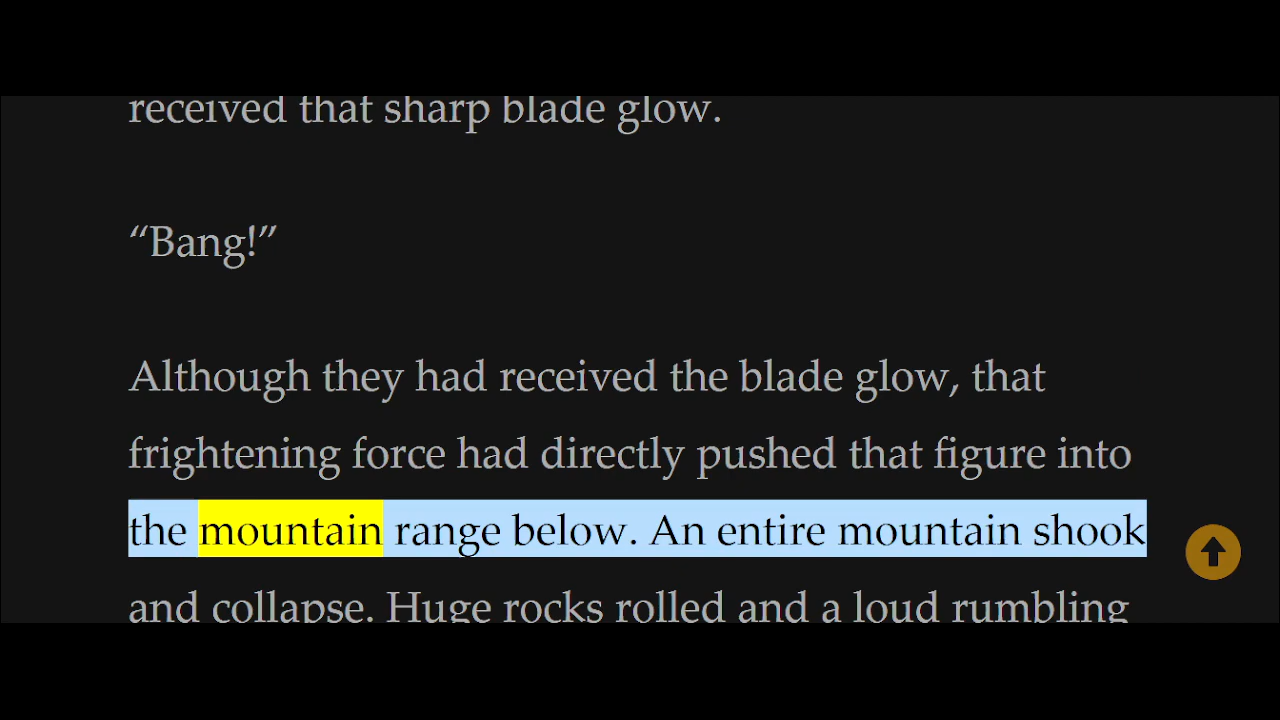 received that sharp blade glow.
“Bang!”
Although they had received the blade glow, that
frightening force had directly pushed that figure into
the mountain range below. An entire mountain shook
and collapse. Huge rocks rolled and a loud rumbling